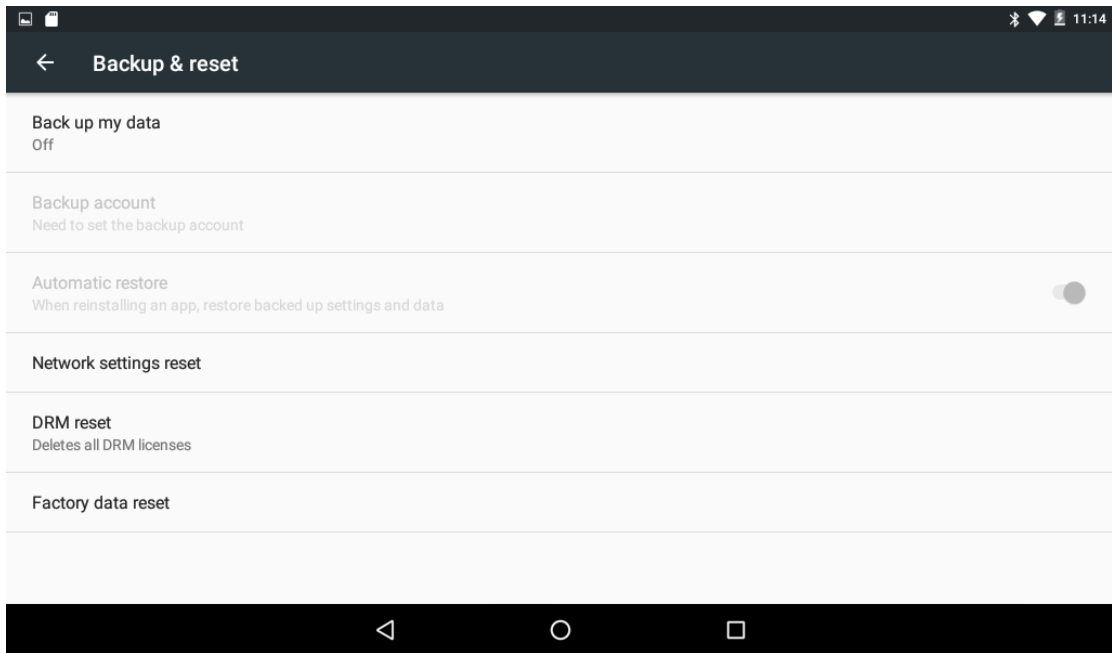 11:14
Backup & reset
Back up my data
Off
Backup account
Need to set the backup account
Automatic restore
When reinstalling an app, restore backed up settings and data
Network settings reset
DRM reset
Deletes all DRM licenses
Factory data reset